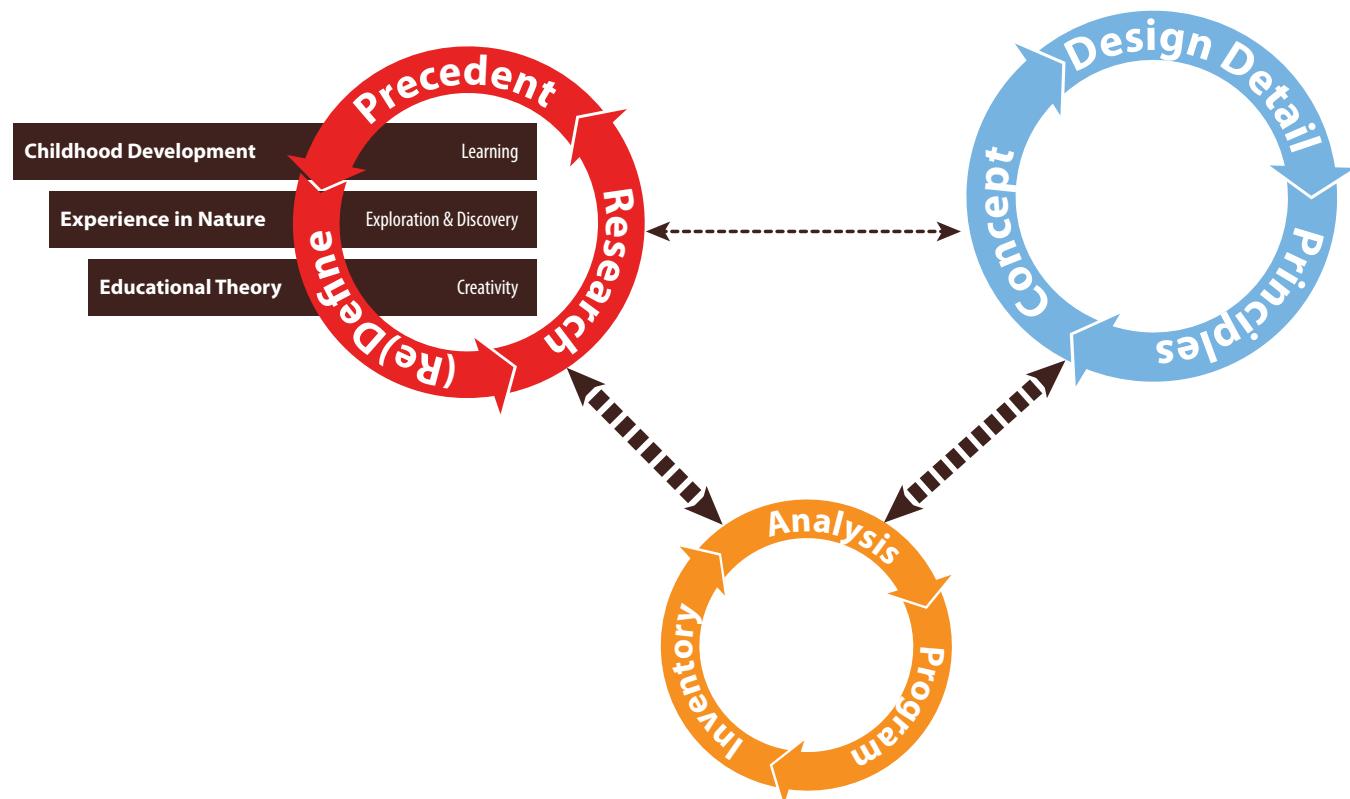 Precedent
Research
(Re)Define
Childhood Development Learning
Experience in Nature Exploration & Discovery
Educational Theory Creativity
Design Detail
Principles
Concept
Analysis
Program
Inventory